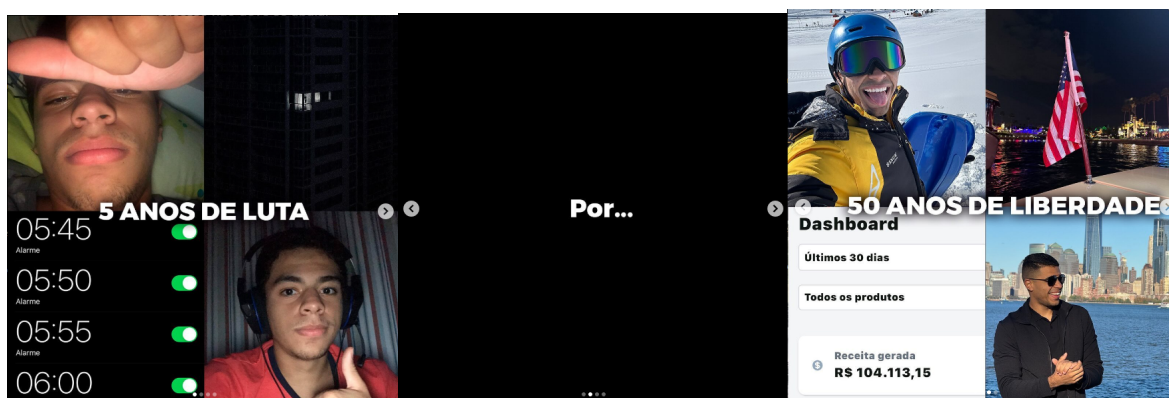 5 ANOS DE LUTA
05:45
Alarme
05:50
Alarme
05:55
Alarme
06:00
Por...
50 ANOS DE LIBERDADE
Dashboard
Últimos 30 dias
Todos os produtos
Receita gerada
R$ 104.113,15